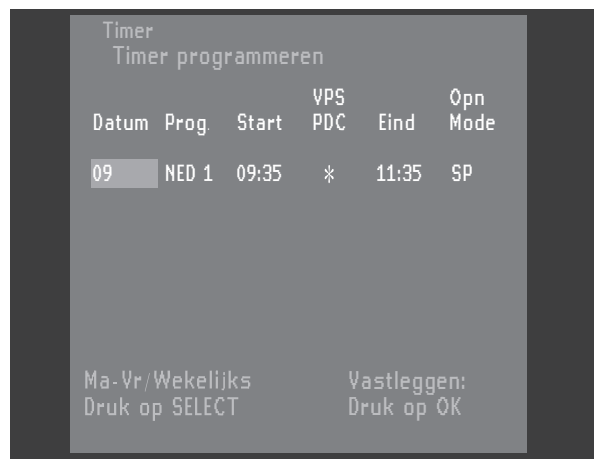 Timer
Timer programmeren
VPS Opn
Datum Prog. Start PDC Eind Mode
09 NED 1 09:35 * 11:35 SP
Ma-Vr/Wekelijks Vastleggen:
Druk op SELECT Druk op OK